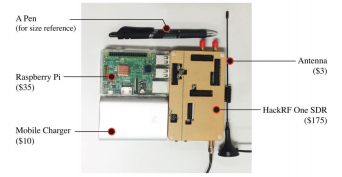 A Pen
(for size reference)
Antenna
($3)
Raspberry Pi
($35)
HackRF One SDR
($175)
Mobile Charger
($10)